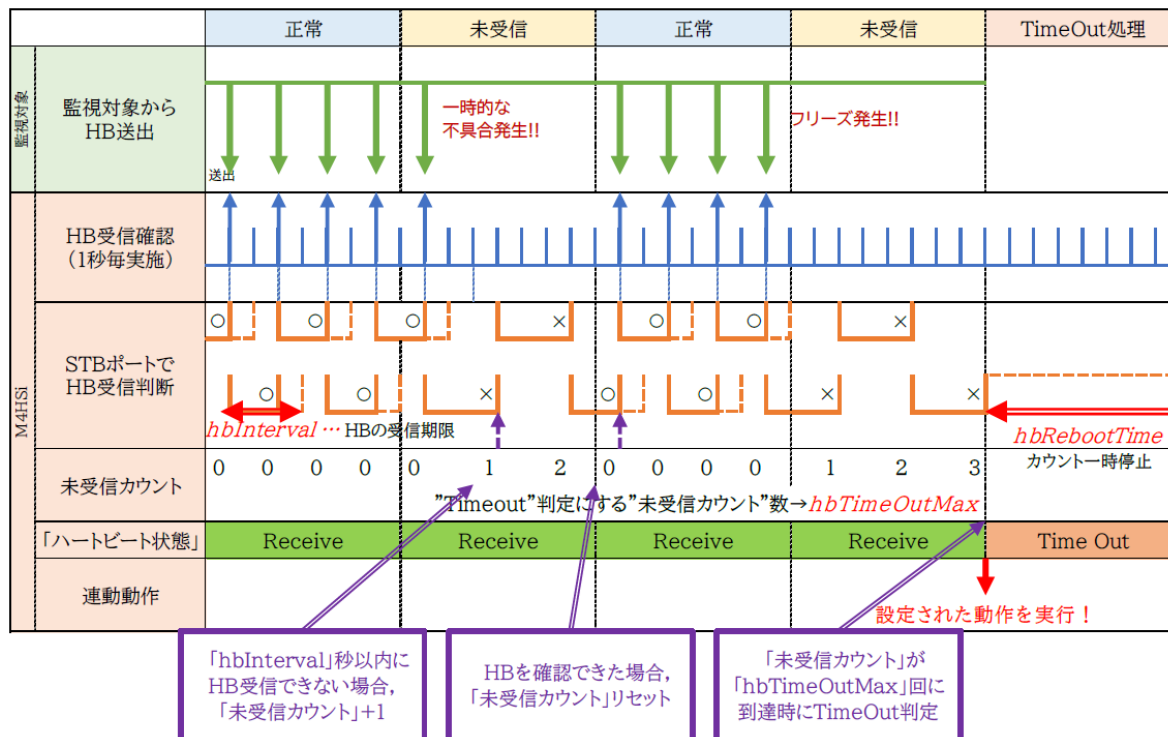 正常
未受信
正常
未受信
TimeOut処理
監視対象
監視対象から
HB送出
一時的な
不具合発生!!
フリーズ発生!!
送出
M4HSi
HB受信確認
(1秒毎実施)
STBポートで
HB受信判断
○ ○ ○ × ○ ○ ×
○ ○ × ○ ○ × ×
hbInterval … HBの受信期限
hbRebootTime
カウント一時停止
未受信カウント
0 0 0 0 0 1 2 0 0 0 0 1 2 3
”Timeout”判定にする”未受信カウント”数→hbTimeOutMax
「ハートビート状態」
Receive
Receive
Receive
Receive
Time Out
連動動作
設定された動作を実行！
「hbInterval」秒以内に
HB受信できない場合,
「未受信カウント」+1
HBを確認できた場合,
「未受信カウント」リセット
「未受信カウント」が
「hbTimeOutMax」回に
到達時にTimeOut判定